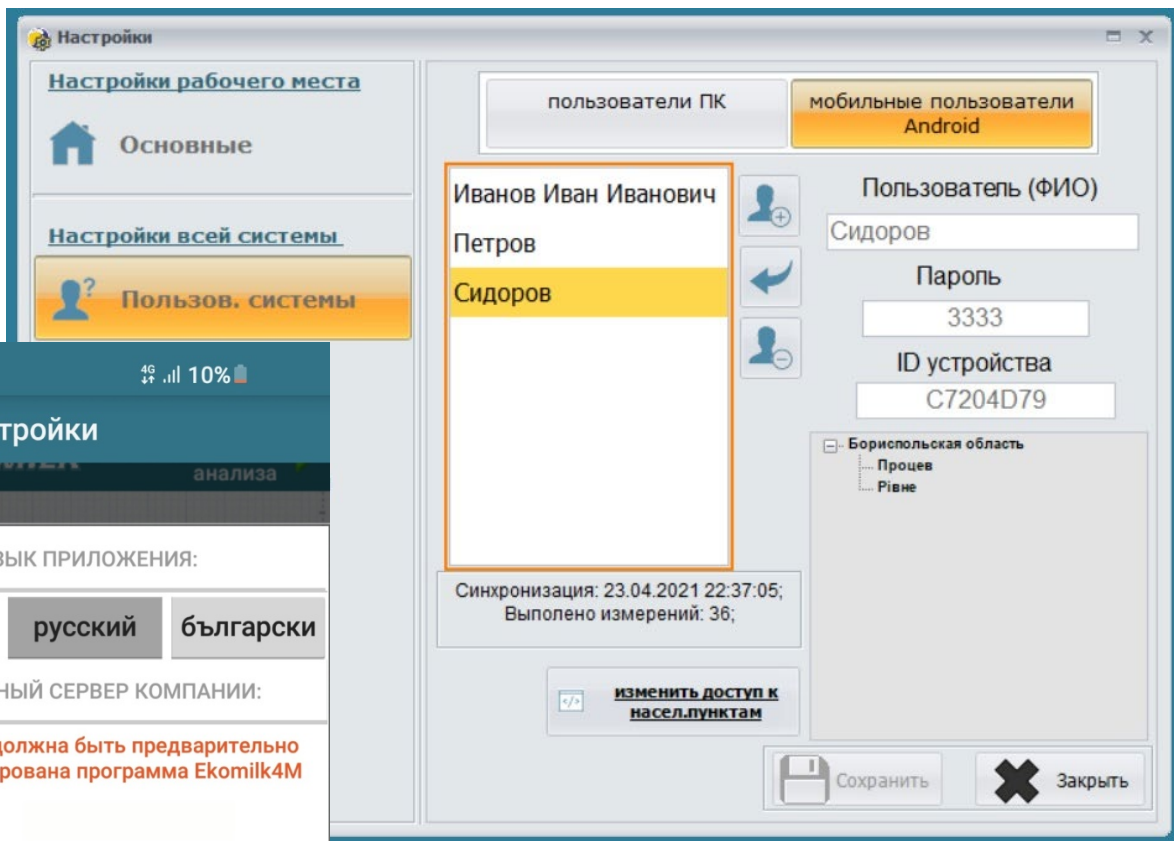 Настройки
Настройки рабочего места
Основные
Настройки всей системы
Пользов. системы
?
пользователи ПК
мобильные пользователи
Android
Иванов Иван Иванович
Петров
Сидоров
Пользователь (ФИО)
Сидоров
Пароль
3333
ID устройства
C7204D79
Бориспольская область
Процев
Рівне
Синхронизация: 23.04.2021 22:37:05;
Выполено измерений: 36;
изменить доступ к
насел.пунктам
Сохранить
Закрыть
4G 10%
тройки
анализа
ЗЫК ПРИЛОЖЕНИЯ:
русский български
НЫЙ СЕРВЕР КОМПАНИИ:
должна быть предварительно
рована программа Ekomilk4M